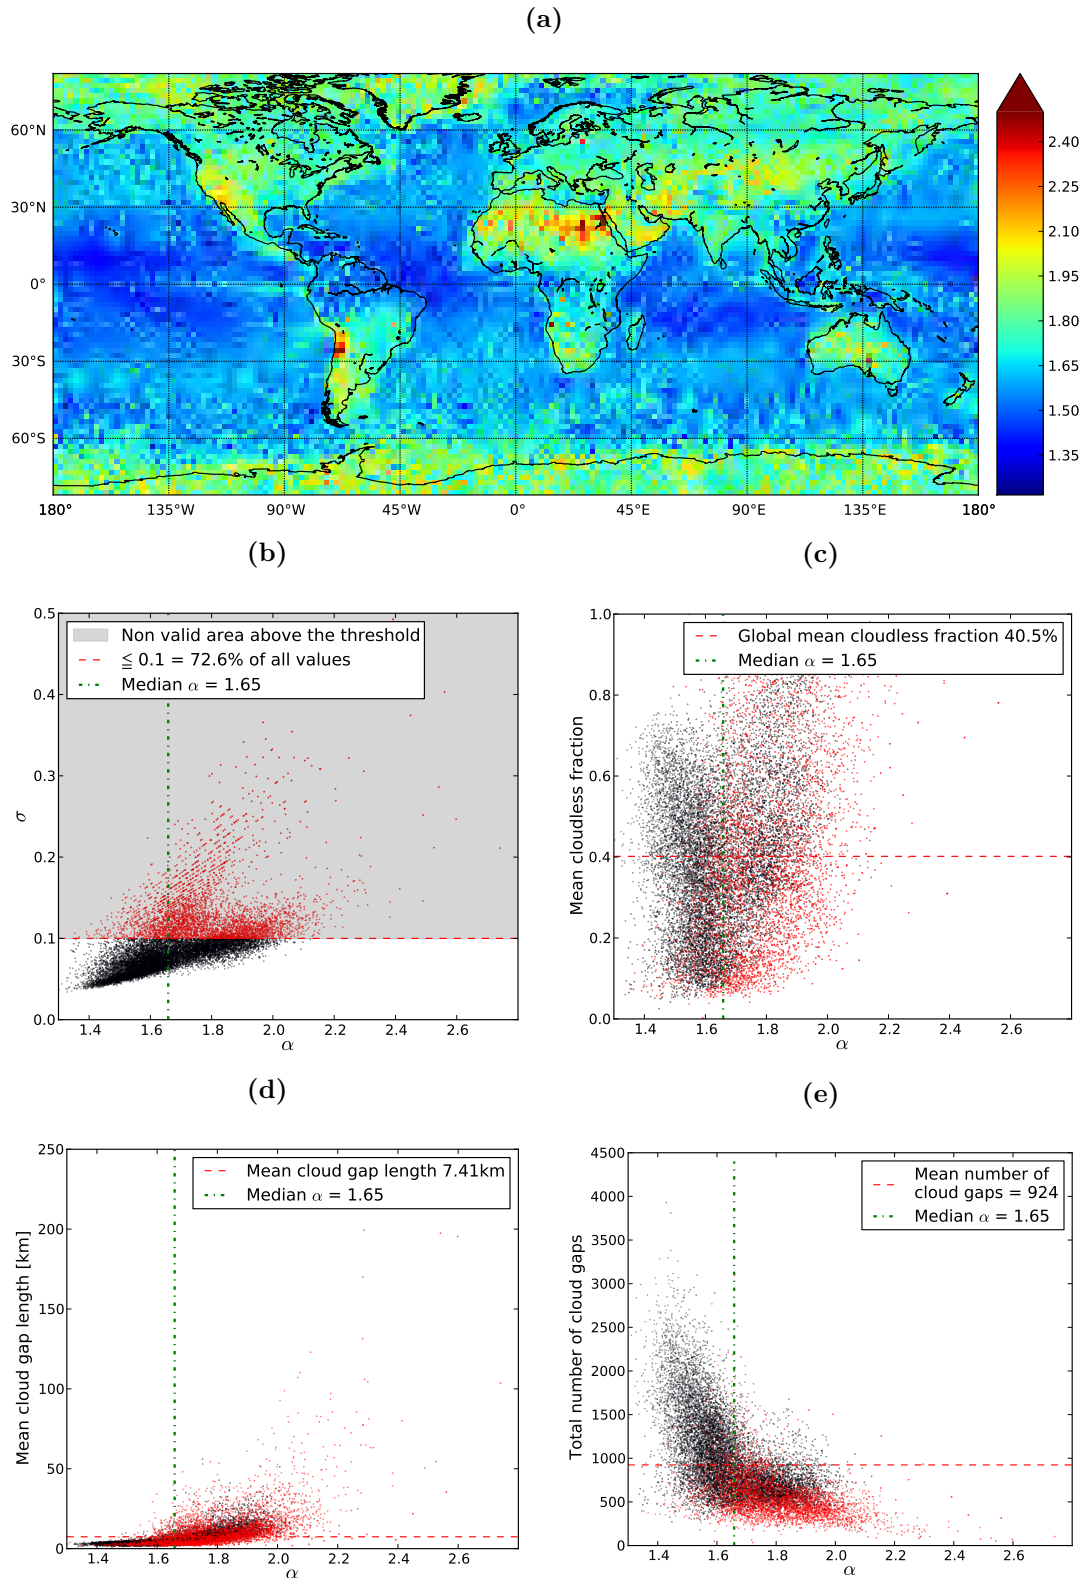 (a)
60°N
30°N
0°
30°S
60°S
180°
135°W
90°W
45°W
0°
45°E
90°E
135°E
180°
2.40
2.25
2.10
1.95
1.80
1.65
1.50
1.35
(b)
Non valid area above the threshold
≦ 0.1 = 72.6% of all values
Median α = 1.65
σ
0.5
0.4
0.3
0.2
0.1
0.0
1.4
1.6
1.8
2.0
2.2
2.4
2.6
α
(c)
Global mean cloudless fraction 40.5%
Median α = 1.65
Mean cloudless fraction
1.0
0.8
0.6
0.4
0.2
0.0
1.4
1.6
1.8
2.0
2.2
2.4
2.6
α
(d)
Mean cloud gap length 7.41km
Median α = 1.65
Mean cloud gap length [km]
250
200
150
100
50
0
1.4
1.6
1.8
2.0
2.2
2.4
2.6
α
(e)
Mean number of
cloud gaps = 924
Median α = 1.65
Total number of cloud gaps
4500
4000
3500
3000
2500
2000
1500
1000
500
0
1.4
1.6
1.8
2.0
2.2
2.4
2.6
α